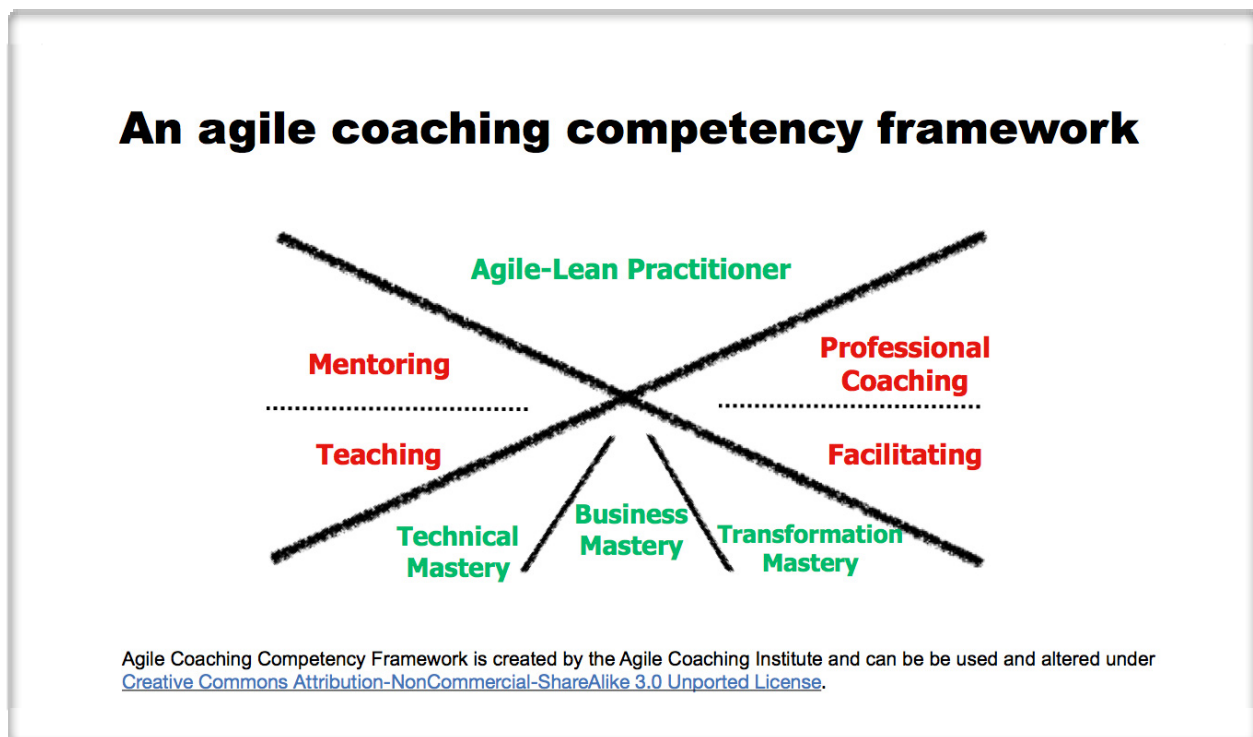 An agile coaching competency framework
Agile-Lean Practitioner
Mentoring
Professional
Coaching
Teaching
Facilitating
Technical
Mastery
Business
Mastery
Transformation
Mastery
Agile Coaching Competency Framework is created by the Agile Coaching Institute and can be be used and altered under
Creative Commons Attribution-NonCommercial-ShareAlike 3.0 Unported License.